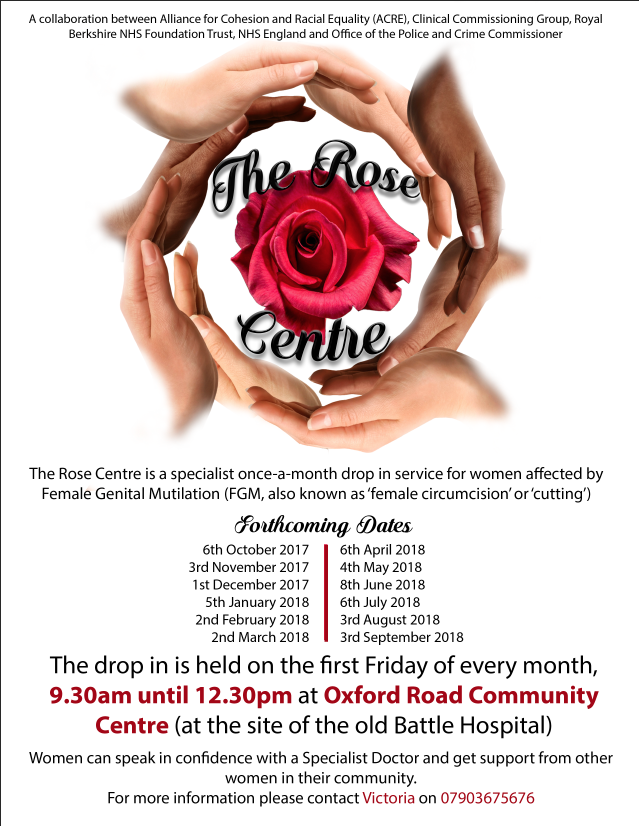 A collaboration between Alliance for Cohesion and Racial Equality (ACRE), Clinical Commissioning Group, Royal
Berkshire NHS Foundation Trust, NHS England and Office of the Police and Crime Commissioner
The Rose
Centre
The Rose Centre is a specialist once-a-month drop in service for women affected by
Female Genital Mutilation (FGM, also known as ‘female circumcision’ or ‘cutting’)
Forthcoming Dates
6th October 2017
3rd November 2017
1st December 2017
5th January 2018
2nd February 2018
2nd March 2018
6th April 2018
4th May 2018
8th June 2018
6th July 2018
3rd August 2018
3rd September 2018
The drop in is held on the first Friday of every month,
9.30am until 12.30pm at Oxford Road Community
Centre (at the site of the old Battle Hospital)
Women can speak in confidence with a Specialist Doctor and get support from other
women in their community.
For more information please contact Victoria on 07903675676